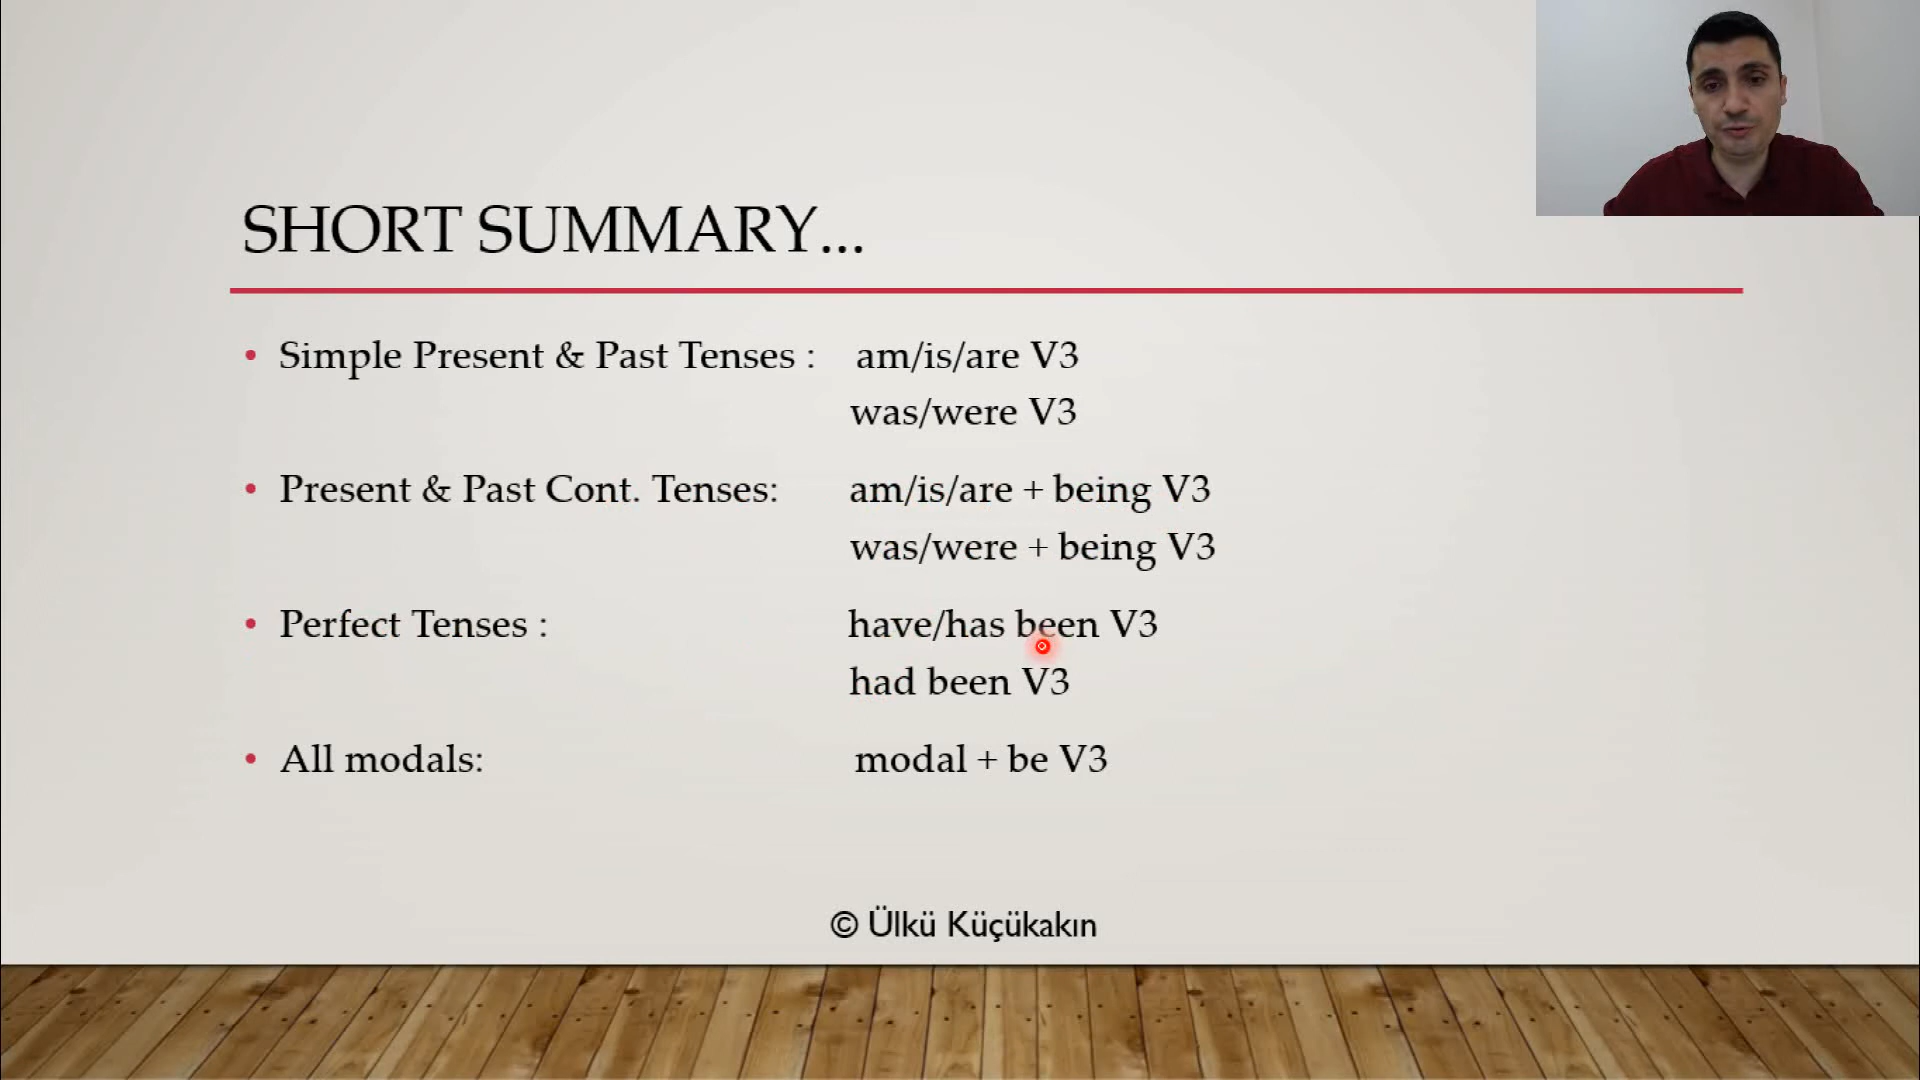 SHORT SUMMARY...
• Simple Present & Past Tenses : am/is/are V3
was/were V3
• Present & Past Cont. Tenses: am/is/are + being V3
was/were + being V3
• Perfect Tenses : have/has been V3
had been V3
• All modals: modal + be V3
© Ülkü Küçükakın